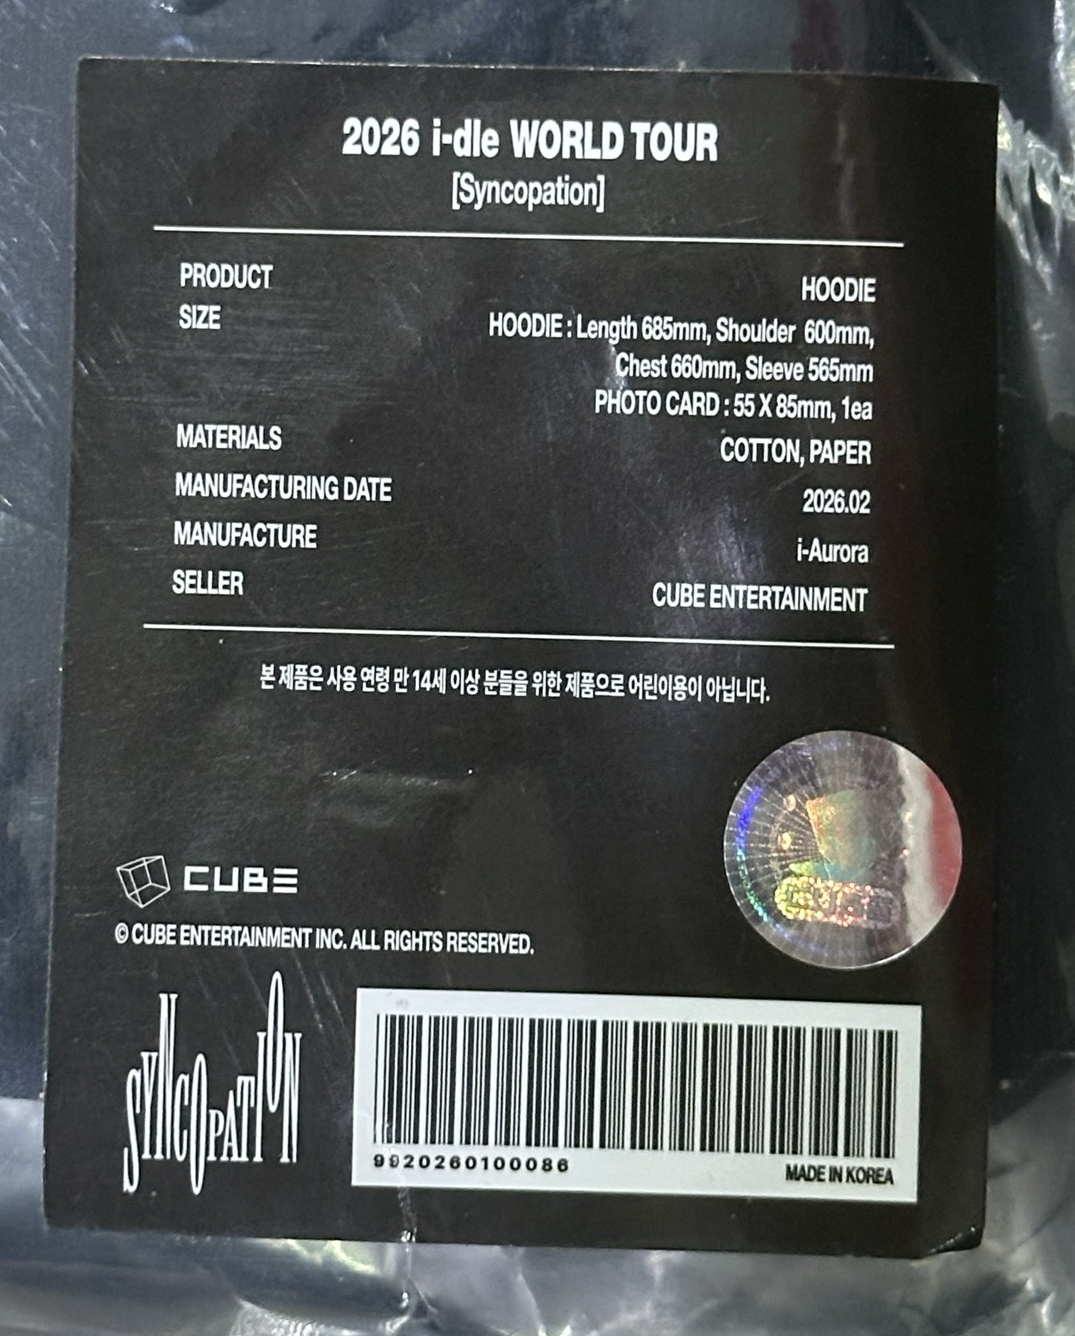 2026 i-dle WORLD TOUR
[Syncopation]
PRODUCT HOODIE
SIZE HOODIE : Length 685mm, Shoulder 600mm,
Chest 660mm, Sleeve 565mm
PHOTO CARD : 55 X 85mm, 1ea
MATERIALS COTTON, PAPER
MANUFACTURING DATE 2026.02
MANUFACTURE i-Aurora
SELLER CUBE ENTERTAINMENT
본 제품은 사용 연령 만 14세 이상 분들을 위한 제품으로 어린이용이 아닙니다.
CUBE
© CUBE ENTERTAINMENT INC. ALL RIGHTS RESERVED.
SYNCOPATION
9920260100086 MADE IN KOREA